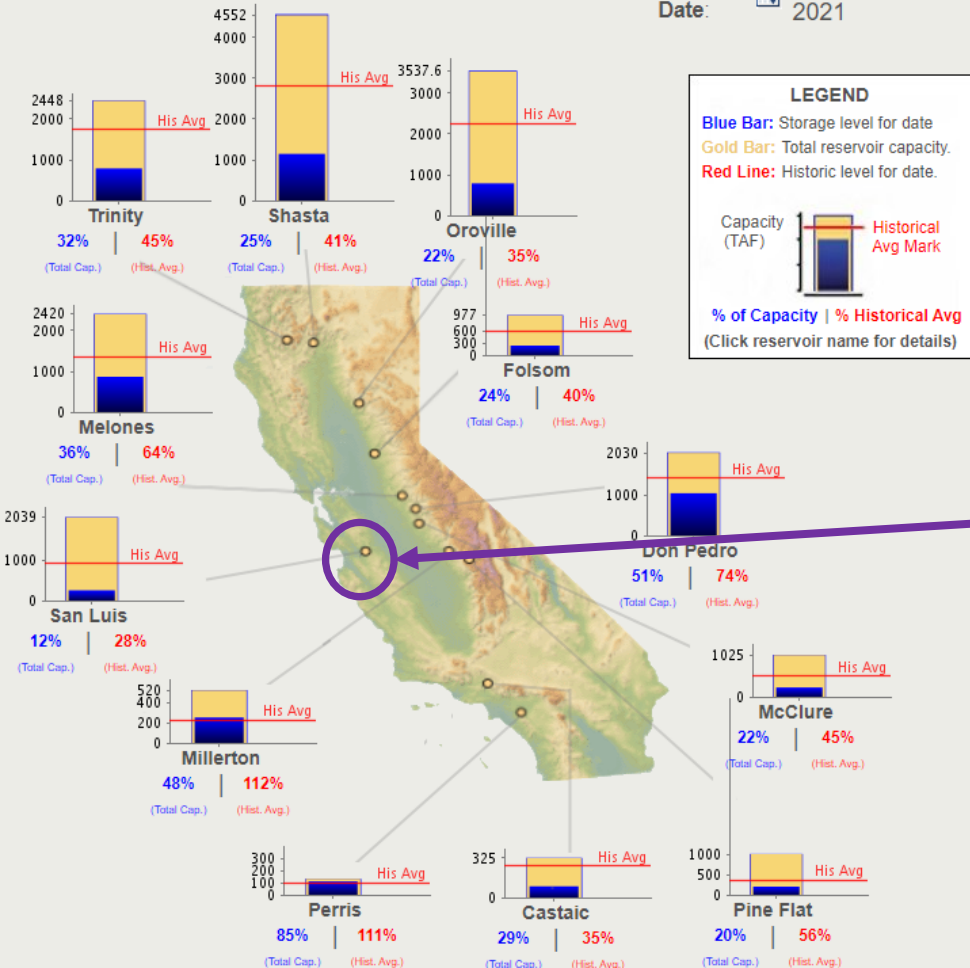 Date:
2021
LEGEND
Blue Bar: Storage level for date
Gold Bar: Total reservoir capacity.
Red Line: Historic level for date.
Capacity
(TAF)
Historical
Avg Mark
% of Capacity | % Historical Avg
(Click reservoir name for details)
2448
2000
1000
0
His Avg
Trinity
32% | 45%
(Total Cap.) (Hist. Avg.)
4552
4000
3000
2000
1000
0
His Avg
Shasta
25% | 41%
(Total Cap.) (Hist. Avg.)
3537.6
3000
2000
1000
0
His Avg
Oroville
22% | 35%
(Total Cap.) (Hist. Avg.)
977
600
300
0
His Avg
Folsom
24% | 40%
(Total Cap.) (Hist. Avg.)
2420
2000
1000
0
His Avg
Melones
36% | 64%
(Total Cap.) (Hist. Avg.)
2030
1000
0
His Avg
Don Pedro
51% | 74%
(Total Cap.) (Hist. Avg.)
2039
1000
0
His Avg
San Luis
12% | 28%
(Total Cap.) (Hist. Avg.)
1025
0
His Avg
McClure
22% | 45%
(Total Cap.) (Hist. Avg.)
520
400
200
0
His Avg
Millerton
48% | 112%
(Total Cap.) (Hist. Avg.)
300
200
100
0
His Avg
Perris
85% | 111%
(Total Cap.) (Hist. Avg.)
325
0
His Avg
Castaic
29% | 35%
(Total Cap.) (Hist. Avg.)
1000
500
0
His Avg
Pine Flat
20% | 56%
(Total Cap.) (Hist. Avg.)